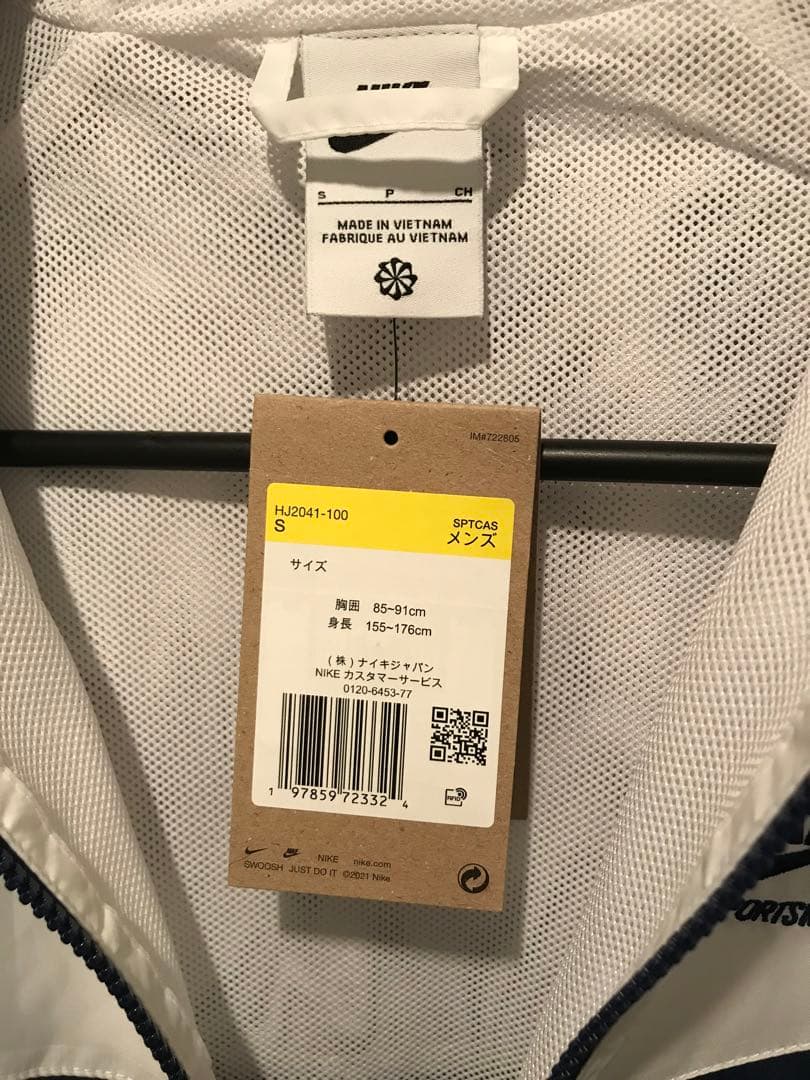 NIKE
S P CH
MADE IN VIETNAM
FABRIQUE AU VIETNAM
IM#722805
HJ2041-100
S
SPTCAS
メンズ
サイズ
胸囲 85~91cm
身長 155~176cm
(株)ナイキジャパン
NIKE カスタマーサービス
0120-6453-77
1 97859 72332 4
RFID
NIKE nike.com
SWOOSH JUST DO IT ©2021 Nike